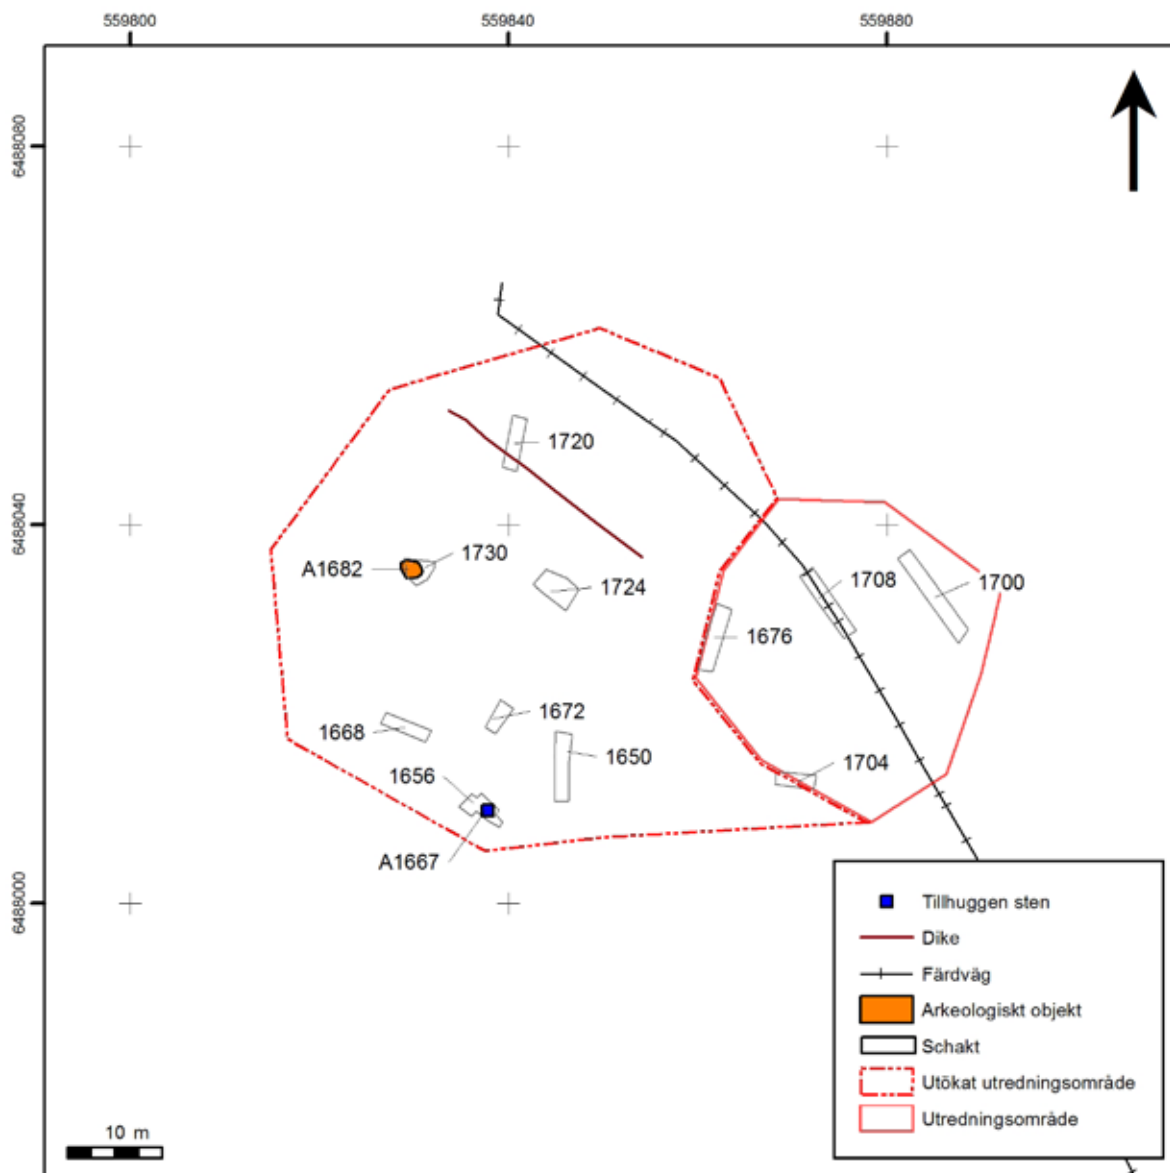 559800
559840
559880
6488080
6488040
6488000
1720
A1682
1730
1724
1708
1700
1676
1668
1672
1650
1656
1704
A1667
Tillhuggen sten
Dike
Färdväg
Arkeologiskt objekt
Schakt
Utökat utredningsområde
Utredningsområde
10 m